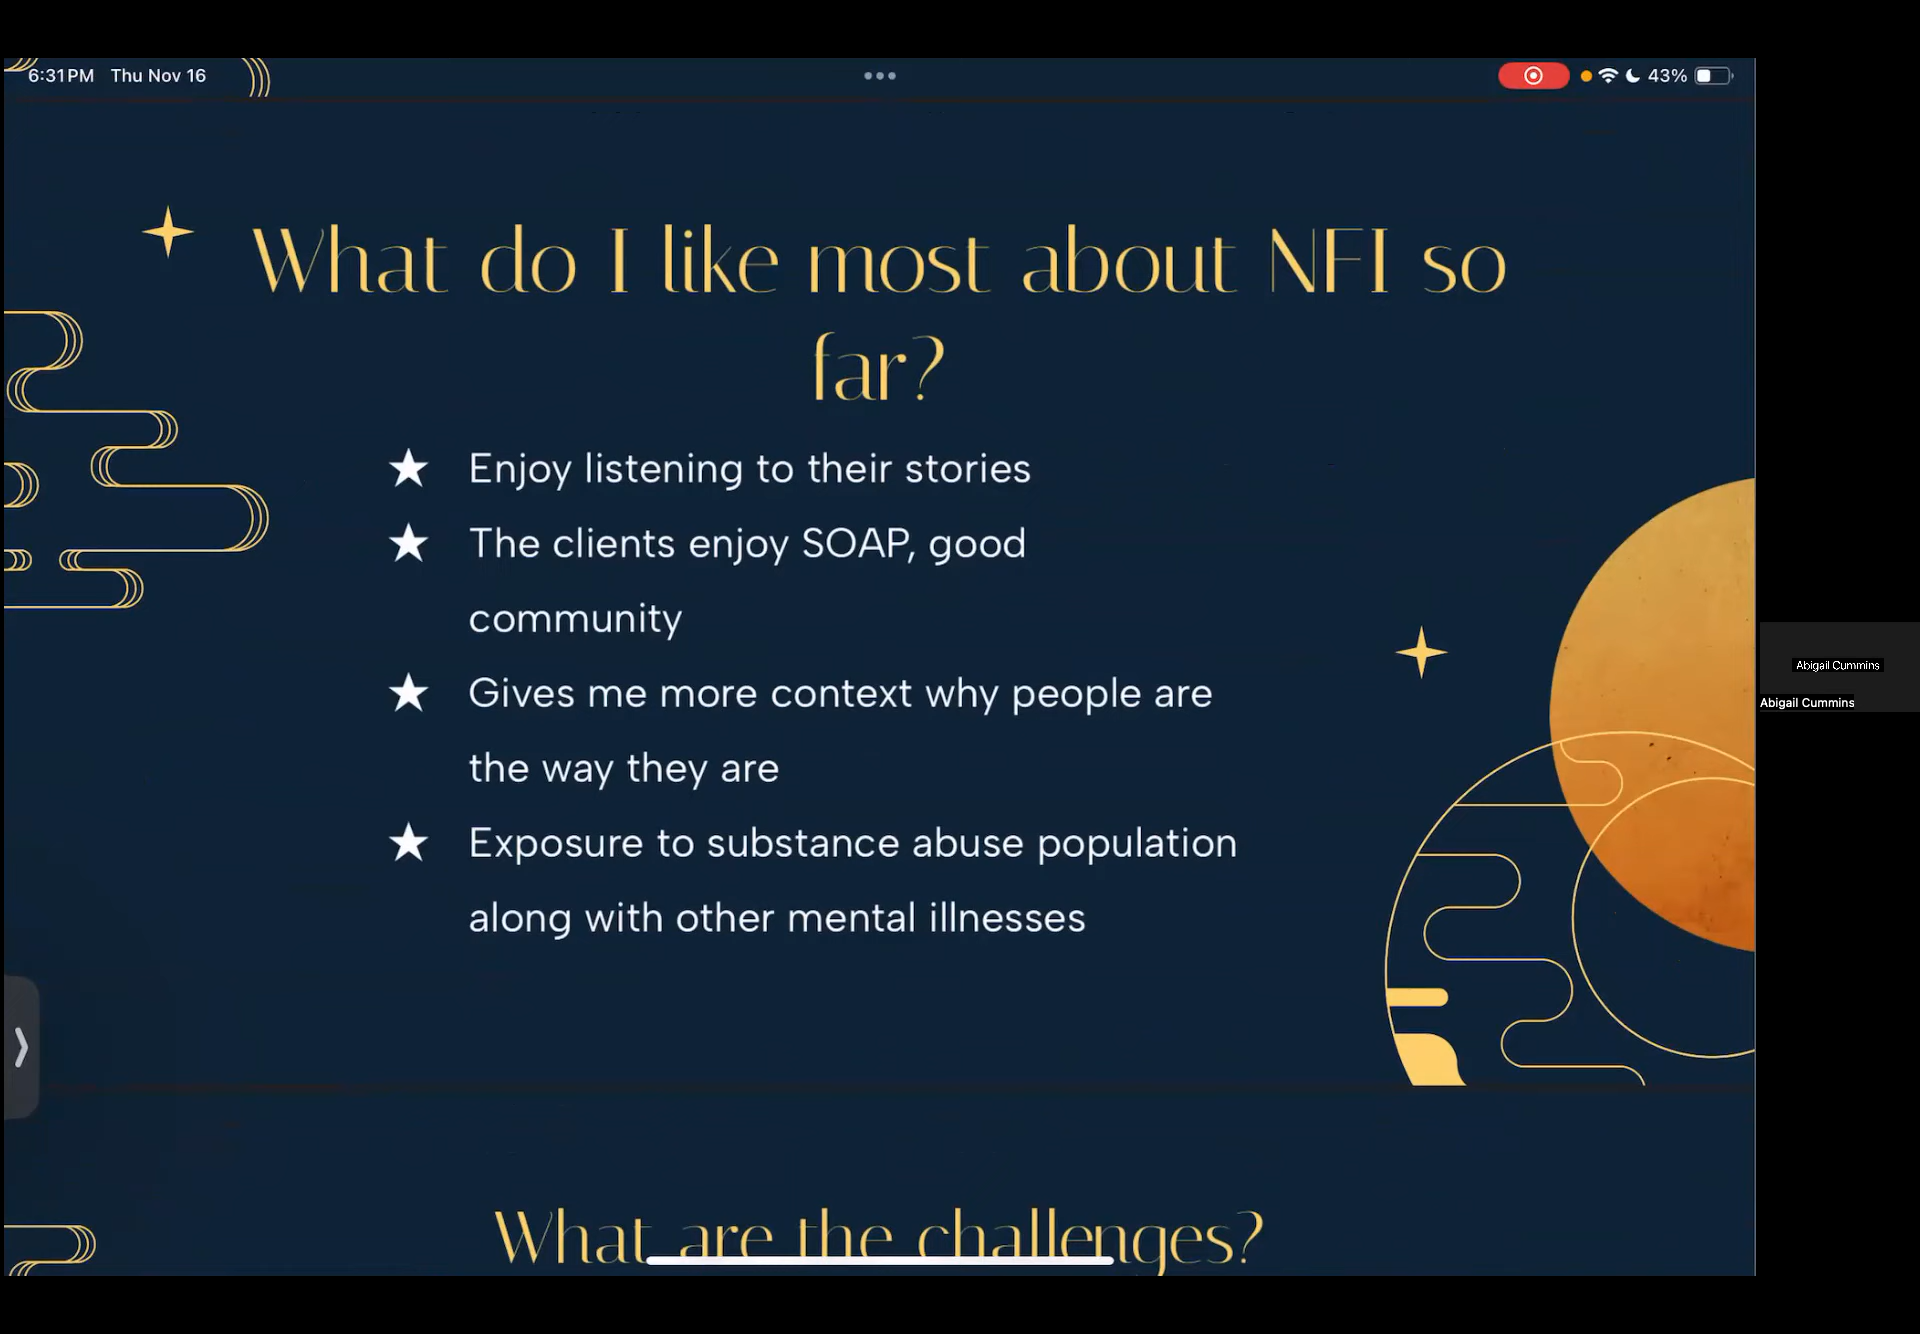 6:31 PM Thu Nov 16
43%
What do I like most about NFI so
far?
Enjoy listening to their stories
The clients enjoy SOAP, good
community
Gives me more context why people are
the way they are
Exposure to substance abuse population
along with other mental illnesses
Abigail Cummins
Abigail Cummins
What are the challenges?